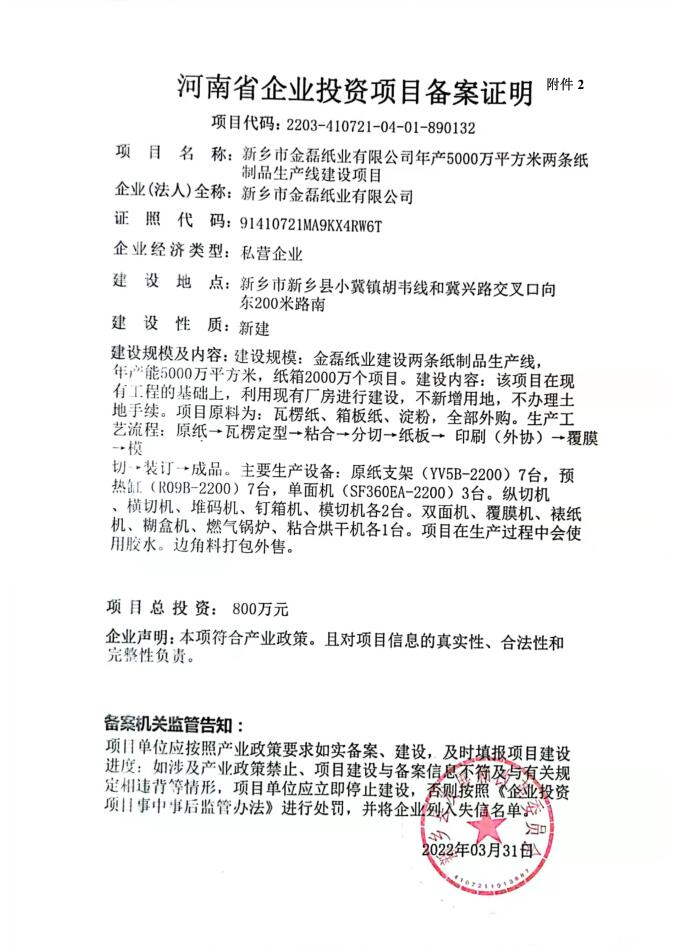 附件 2
河南省企业投资项目备案证明
项目代码：2203-410721-04-01-890132
项目名称：新乡市金磊纸业有限公司年产5000万平方米两条纸
制品生产线建设项目
企业(法人)全称：新乡市金磊纸业有限公司
证照代码：91410721MA9KX4RW6T
企业经济类型：私营企业
建设地点：新乡市新乡县小冀镇胡韦线和冀兴路交叉口向
东200米路南
建设性质：新建
建设规模及内容：建设规模：金磊纸业建设两条纸制品生产线，
年产能5000万平方米，纸箱2000万个项目。建设内容：该项目在现
有工程的基础上，利用现有厂房进行建设，不新增用地，不办理土
地手续。项目原料为：瓦楞纸、箱板纸、淀粉，全部外购。生产工
艺流程：原纸→瓦楞定型→粘合→分切→纸板→ 印刷（外协）→覆膜
→模
切→装订→成品。主要生产设备：原纸支架（YV5B-2200）7台，预
热缸（R09B-2200）7台，单面机（SF360EA-2200）3台。纵切机
、横切机、堆码机、钉箱机、模切机各2台。双面机、覆膜机、裱纸
机、糊盒机、燃气锅炉、粘合烘干机各1台。项目在生产过程中会使
用胶水。边角料打包外售。
项目总投资：800万元
企业声明：本项符合产业政策。且对项目信息的真实性、合法性和
完整性负责。
备案机关监管告知：
项目单位应按照产业政策要求如实备案、建设，及时填报项目建设
进度；如涉及产业政策禁止、项目建设与备案信息不符及与有关规
定相违背等情形，项目单位应立即停止建设，否则按照《企业投资
项目事中事后监管办法》进行处罚，并将企业列入失信名单。
2022年03月31日